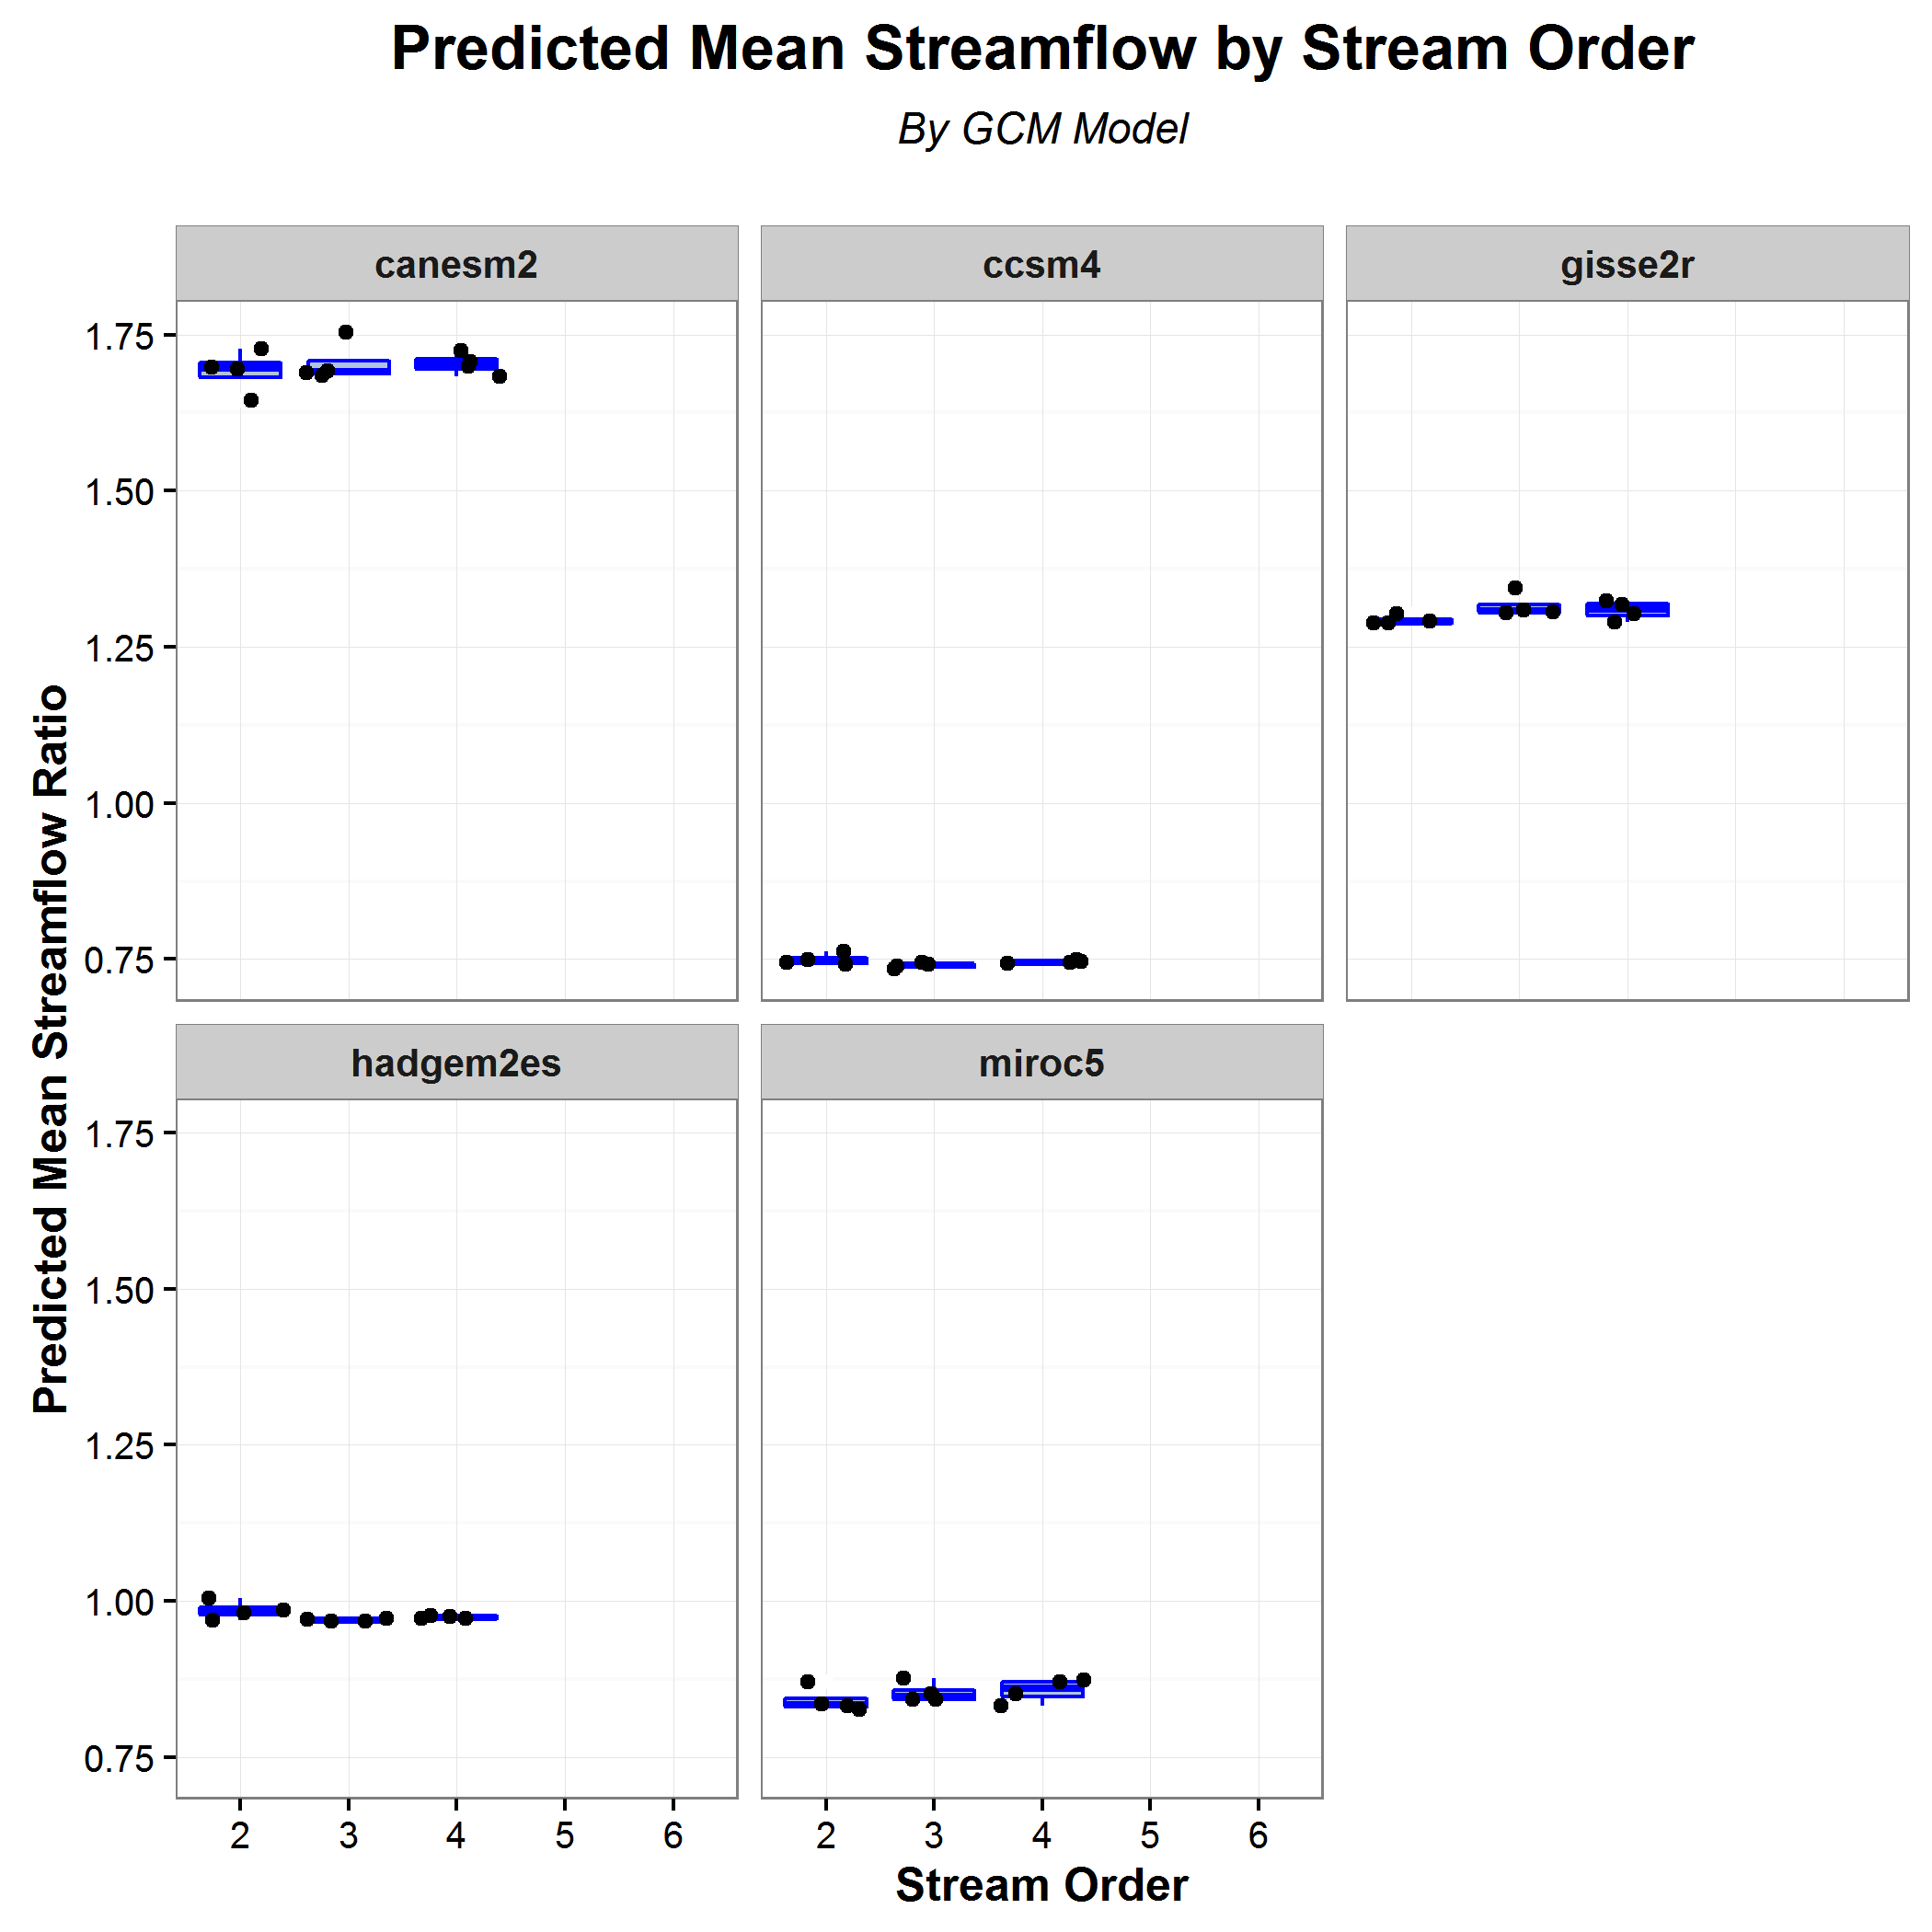 Predicted Mean Streamflow by Stream Order
By GCM Model
canesm2
ccsm4
gisse2r
1.75
1.50
1.25
1.00
0.75
Predicted Mean Streamflow Ratio
hadgem2es
miroc5
1.75
1.50
1.25
1.00
0.75
2 3 4 5 6
2 3 4 5 6
Stream Order